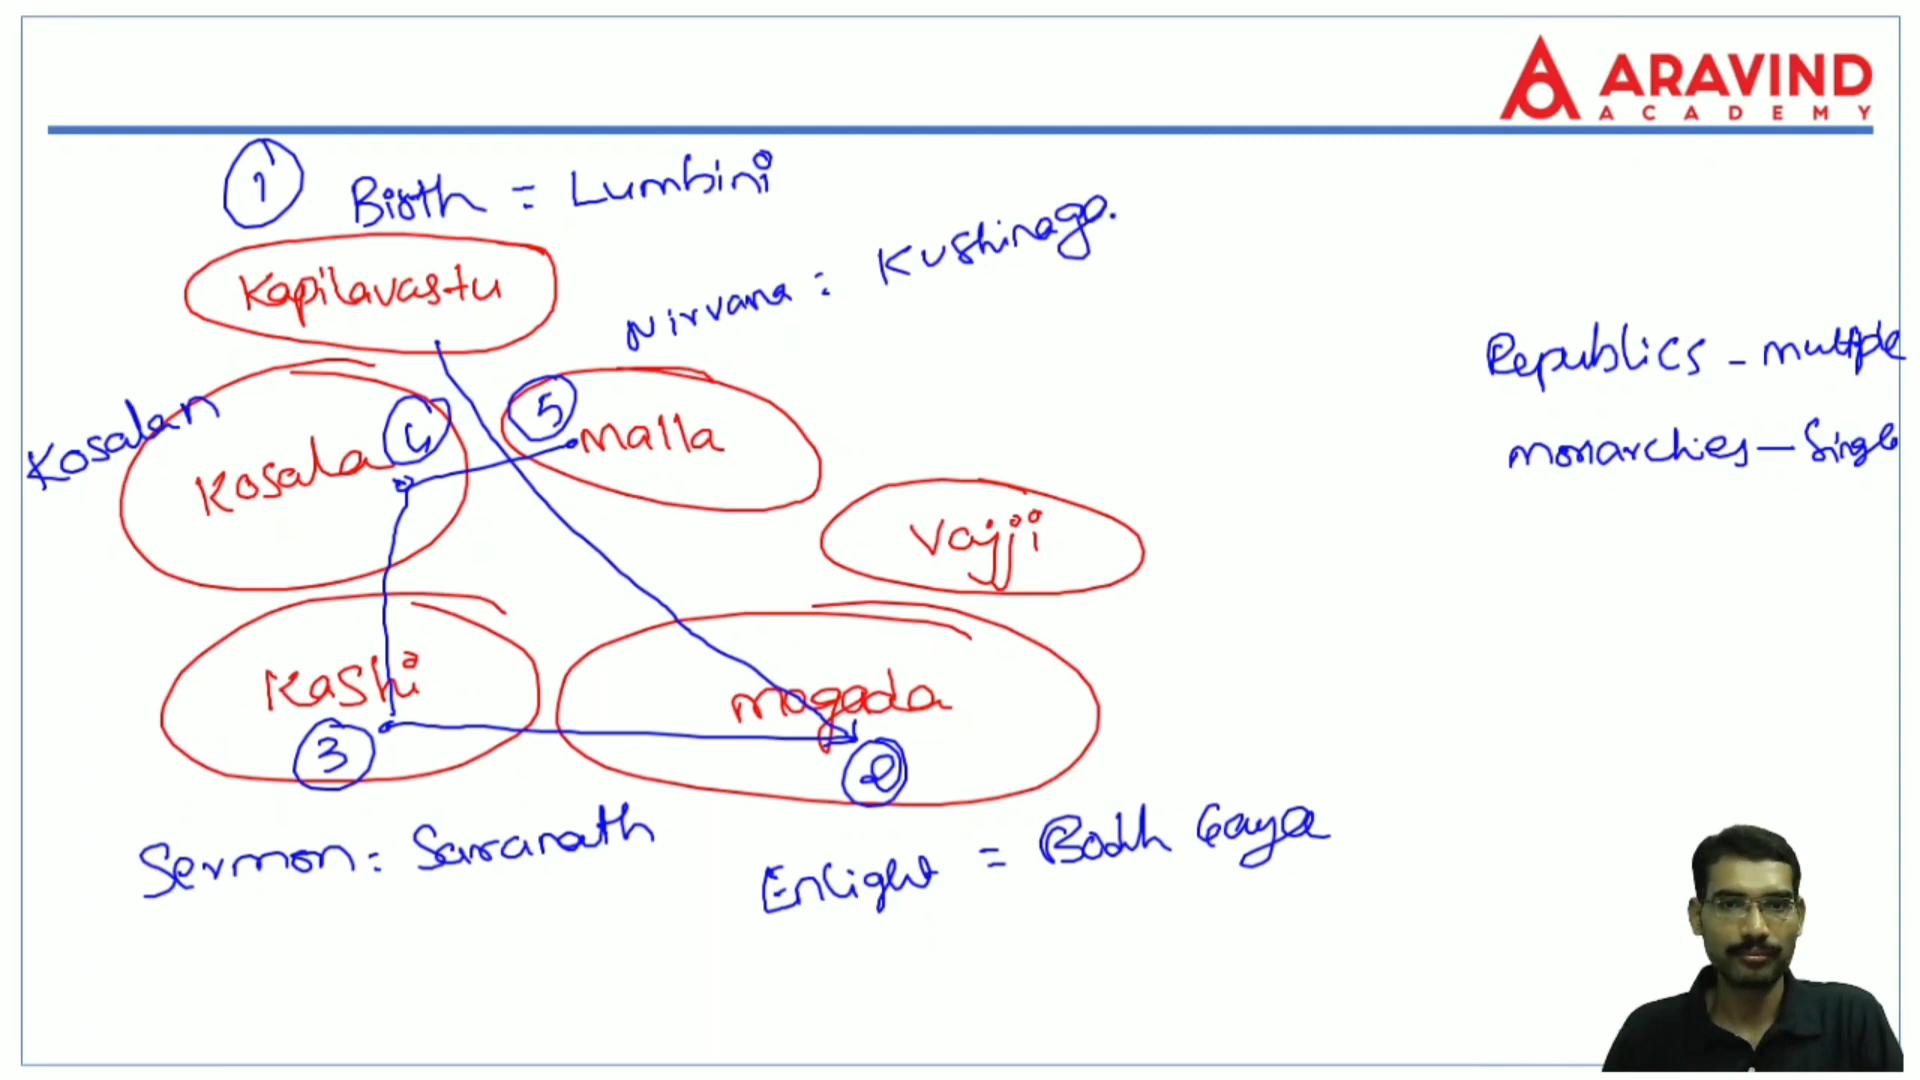 ARAVIND
ACADEMY
1 Birth = Lumbini
Kapilavastu
Nirvana : Kushinaga.
Republics - multiple
Monarchies - Single
Kosalan
Kosala 4
5 Malla
Vajji
Kashi
3
Magada
2
Sermon : Saranath
Enlight = Bodh Gaya